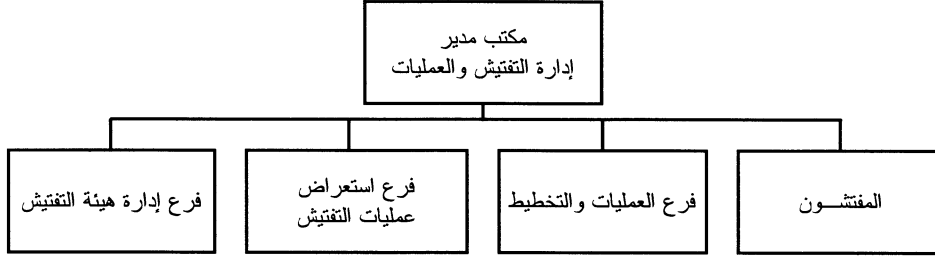 مكتب مدير
إدارة التفتيش والعمليات
المفتشـــون
فرع العمليات والتخطيط
فرع استعراض
عمليات التفتيش
فرع إدارة هيئة التفتيش